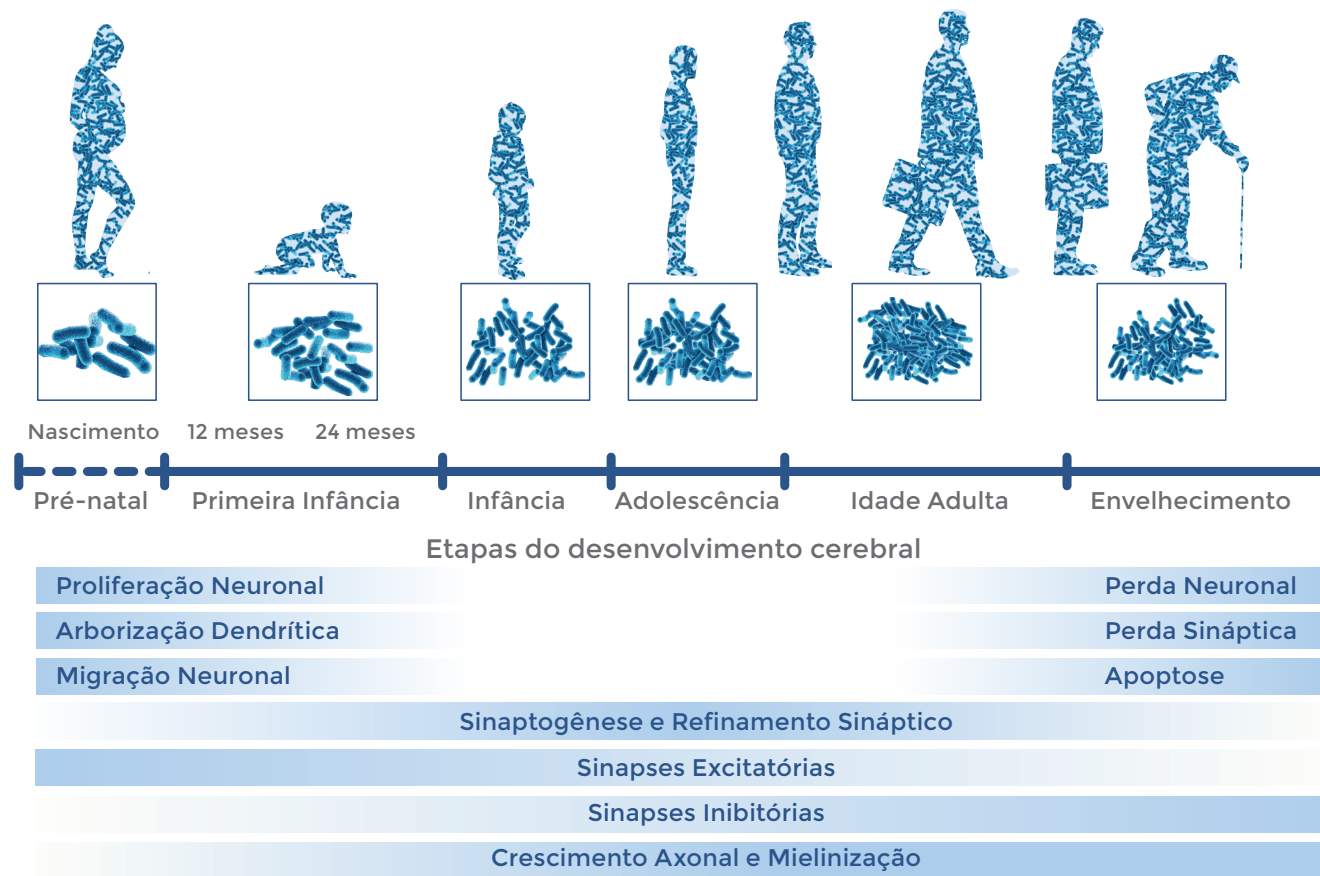 Nascimento 12 meses 24 meses
Pré-natal Primeira Infância Infância Adolescência Idade Adulta Envelhecimento
Etapas do desenvolvimento cerebral
Proliferação Neuronal Perda Neuronal
Arborização Dendrítica Perda Sináptica
Migração Neuronal Apoptose
Sinaptogênese e Refinamento Sináptico
Sinapses Excitatórias
Sinapses Inibitórias
Crescimento Axonal e Mielinização